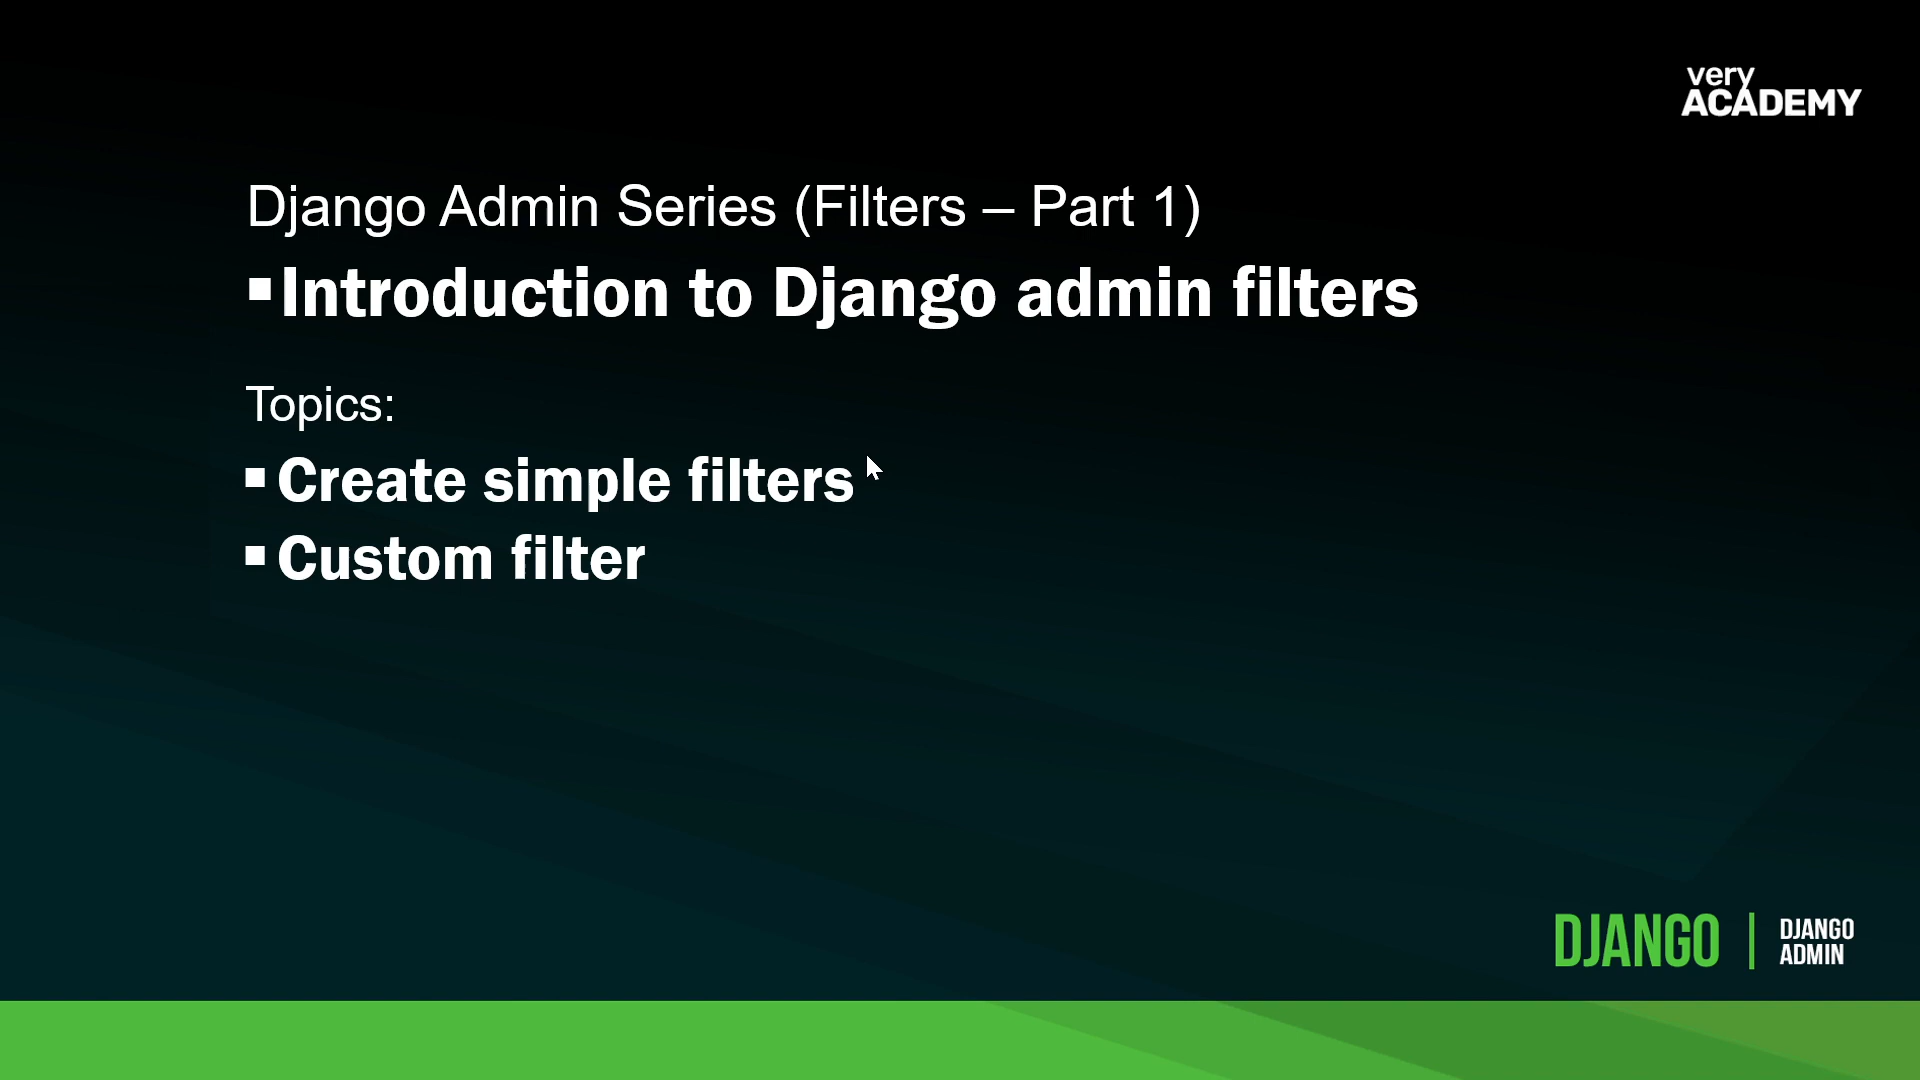 very
ACADEMY
Django Admin Series (Filters – Part 1)
▪Introduction to Django admin filters
Topics:
▪Create simple filters
▪Custom filter
DJANGO | DJANGO
ADMIN